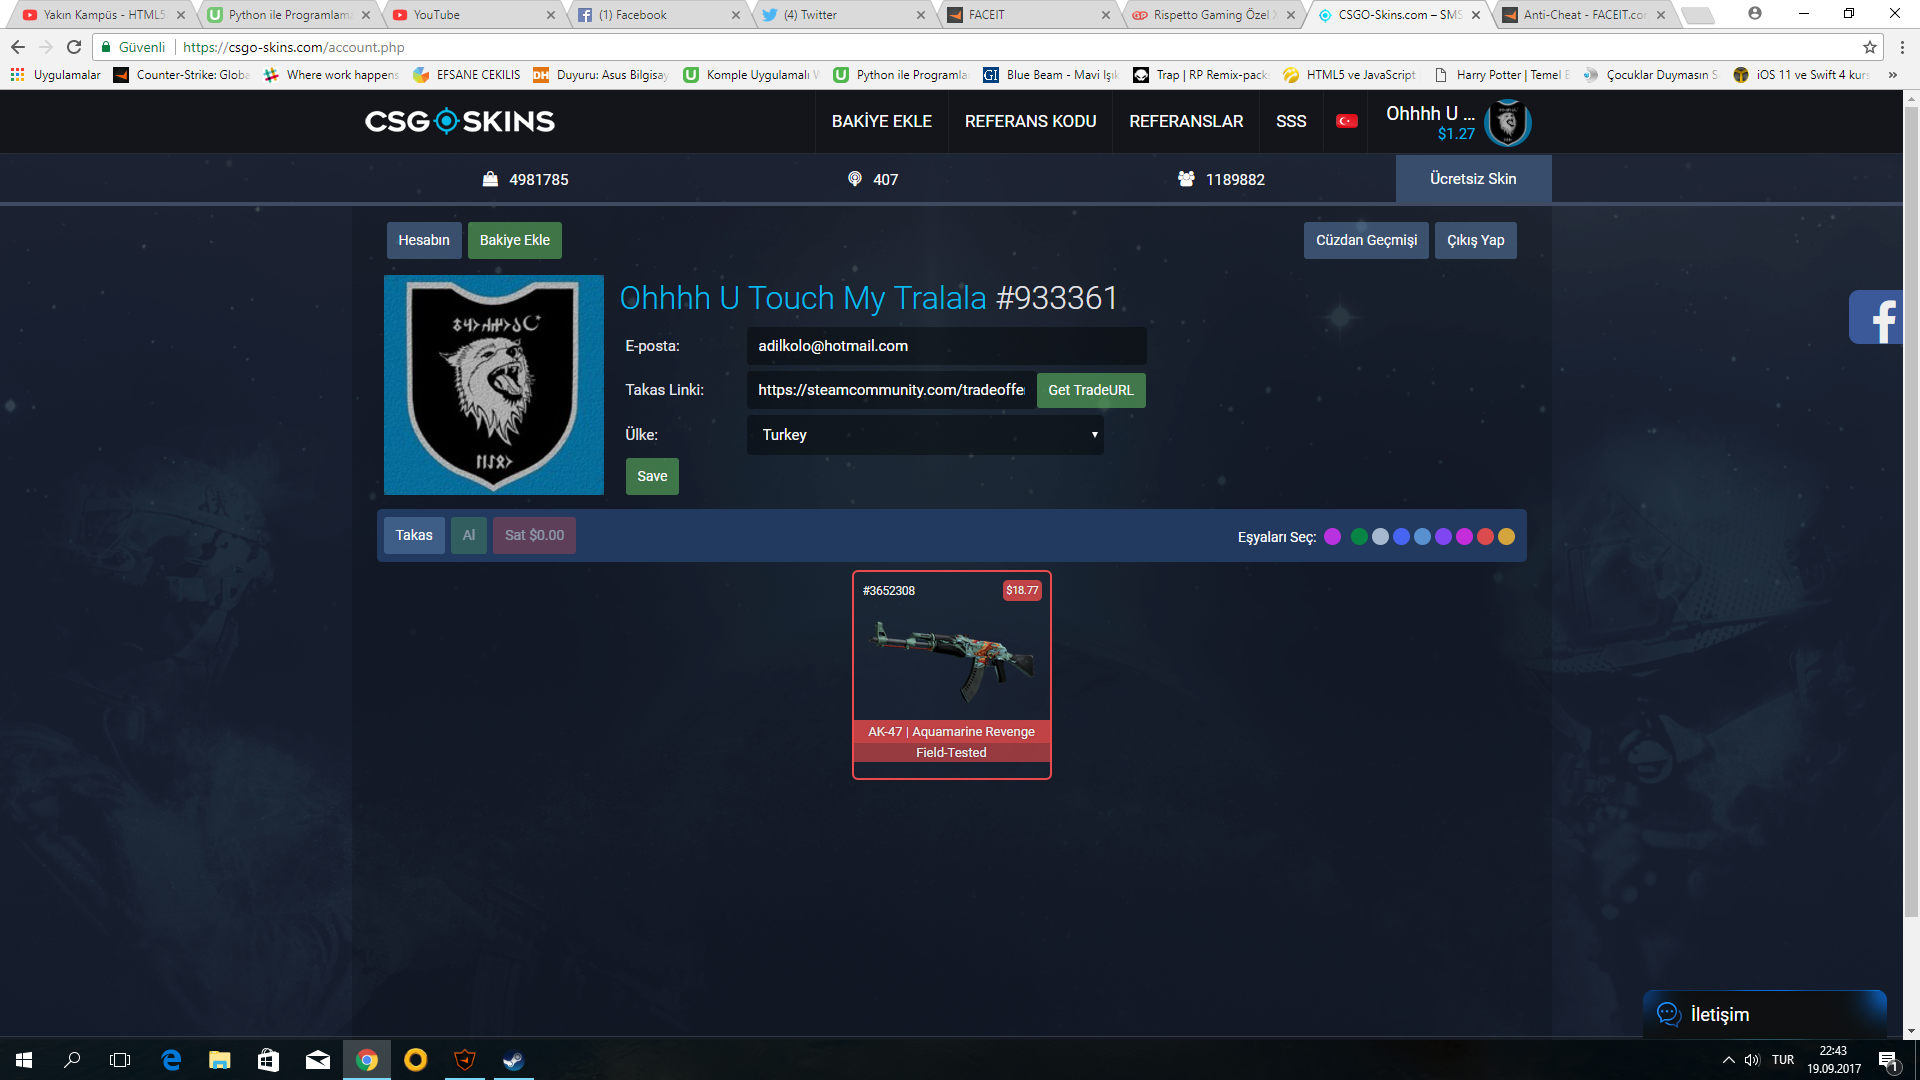 Yakın Kampüs - HTML5
Python ile Programlama
YouTube
(1) Facebook
(4) Twitter
FACEIT
Rispetto Gaming Özel
CSGO-Skins.com – SMS
Anti-Cheat - FACEIT.com
Güvenli
https://csgo-skins.com/account.php
Uygulamalar
Counter-Strike: Globa
Where work happens
EFSANE CEKILIS
DH Duyuru: Asus Bilgisay
Komple Uygulamalı
Python ile Programla
GI Blue Beam - Mavi Işık
Trap | RP Remix-pack
HTML5 ve JavaScript
Harry Potter | Temel
Çocuklar Duymasın
iOS 11 ve Swift 4 kurs
CSG SKINS
BAKİYE EKLE
REFERANS KODU
REFERANSLAR
SSS
Ohhhh U ...
$1.27
4981785
407
1189882
Ücretsiz Skin
Hesabın
Bakiye Ekle
Cüzdan Geçmişi
Çıkış Yap
Ohhhh U Touch My Tralala #933361
E-posta:
adilkolo@hotmail.com
Takas Linki:
https://steamcommunity.com/tradeoffe
Get TradeURL
Ülke:
Turkey
Save
Takas
Al
Sat $0.00
Eşyaları Seç:
#3652308
$18.77
AK-47 | Aquamarine Revenge
Field-Tested
İletişim
TUR
22:43
19.09.2017
1